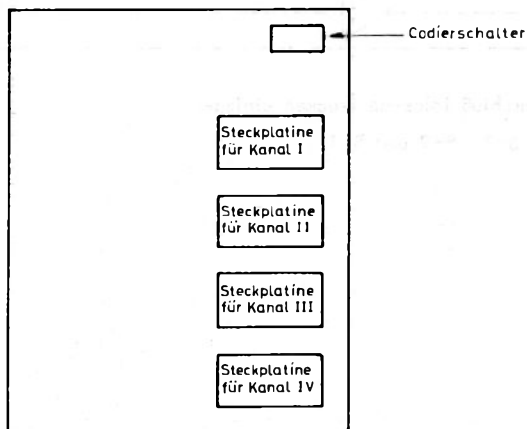 Codierschalter
Steckplatine
für Kanal I
Steckplatine
für Kanal II
Steckplatine
für Kanal III
Steckplatine
für Kanal IV